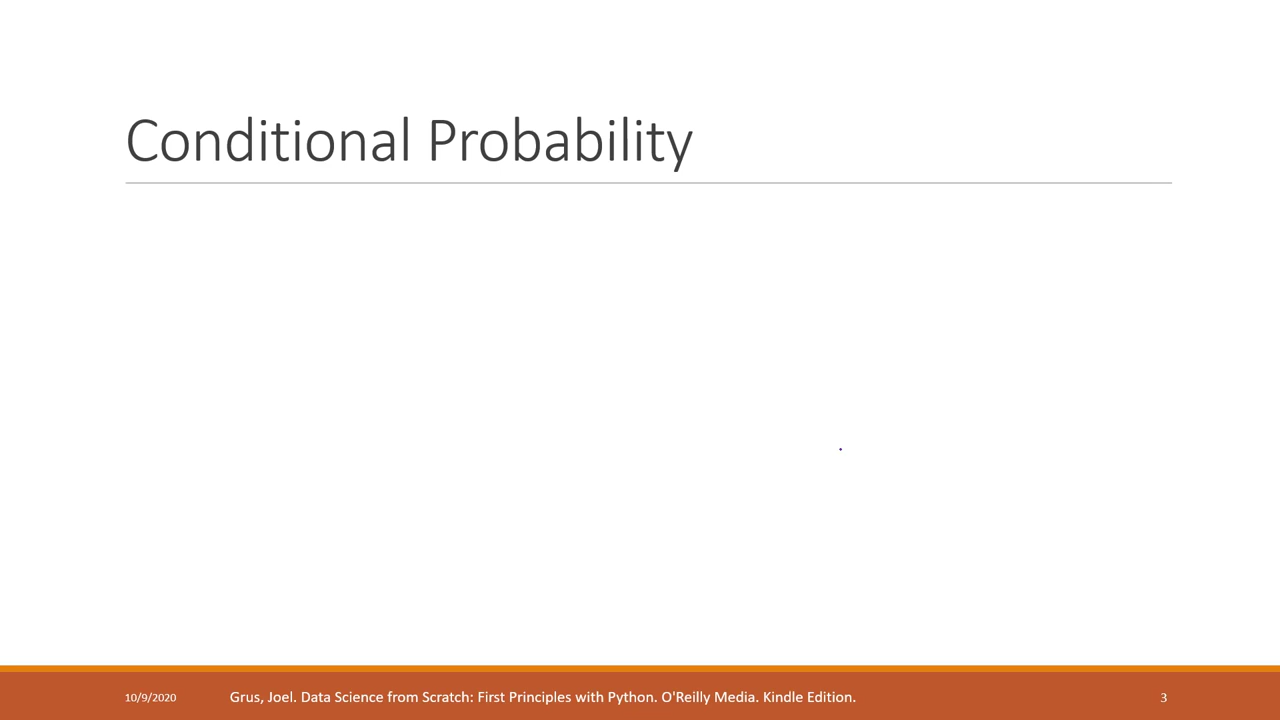 Conditional Probability
10/9/2020
Grus, Joel. Data Science from Scratch: First Principles with Python. O'Reilly Media. Kindle Edition.
3